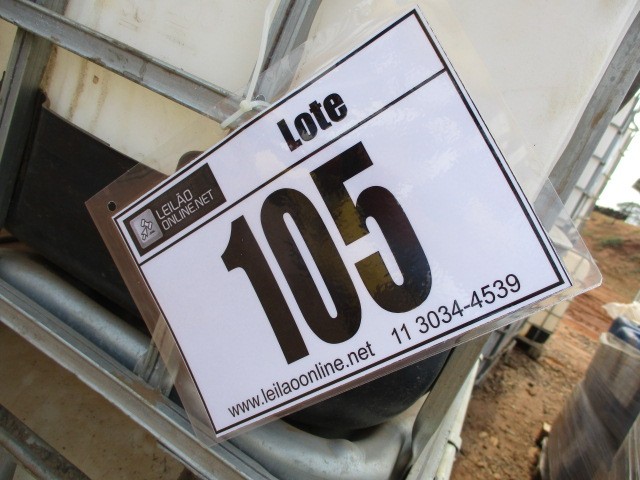 Lote
LEILÃO
ONLINE.NET
105
www.leilaoonline.net 11 3034-4539